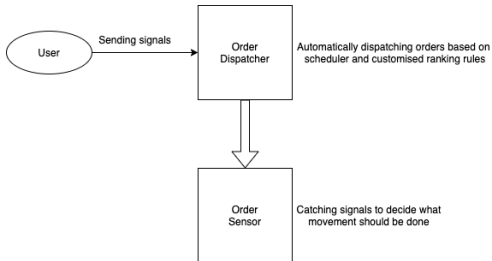 Sending signals
User
Order
Dispatcher
Automatically dispatching orders based on
scheduler and customised ranking rules
Order
Sensor
Catching signals to decide what
movement should be done